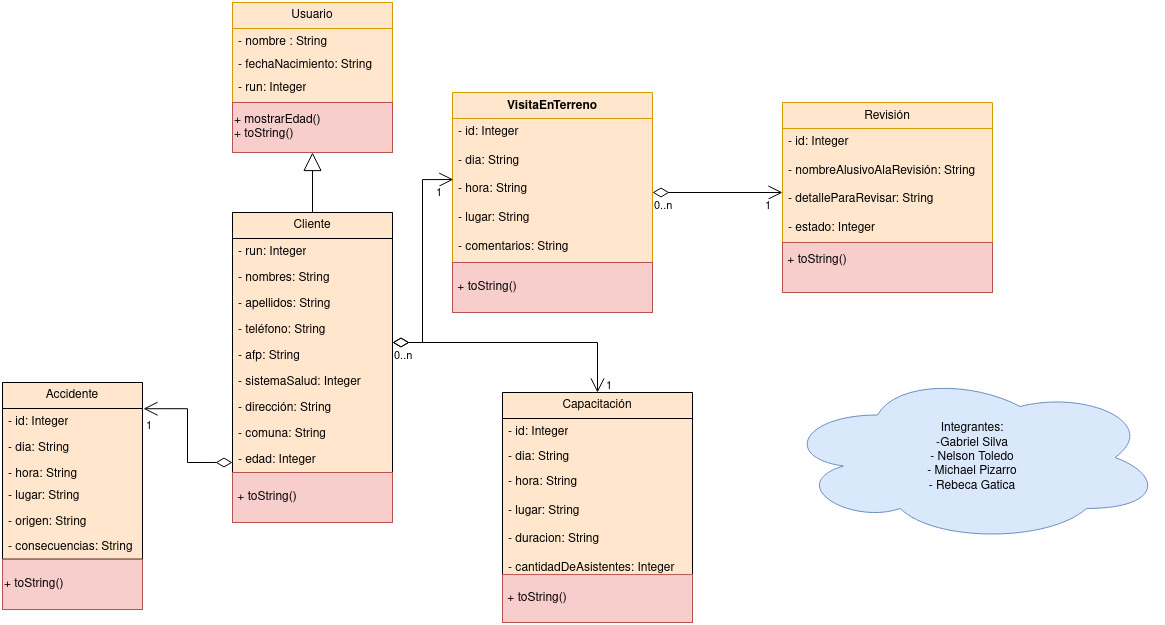 Usuario
- nombre : String
- fechaNacimiento: String
- run: Integer
+ mostrarEdad()
+ toString()
VisitaEnTerreno
- id: Integer
- dia: String
- hora: String
- lugar: String
- comentarios: String
+ toString()
1
0..n
1
Revisión
- id: Integer
- nombreAlusivoAlaRevisión: String
- detalleParaRevisar: String
- estado: Integer
+ toString()
Cliente
- run: Integer
- nombres: String
- apellidos: String
- teléfono: String
- afp: String
- sistemaSalud: Integer
- dirección: String
- comuna: String
- edad: Integer
+ toString()
0..n
1
1
Accidente
- id: Integer
- dia: String
- hora: String
- lugar: String
- origen: String
- consecuencias: String
+ toString()
Capacitación
- id: Integer
- dia: String
- hora: String
- lugar: String
- duracion: String
- cantidadDeAsistentes: Integer
+ toString()
Integrantes:
-Gabriel Silva
- Nelson Toledo
- Michael Pizarro
- Rebeca Gatica